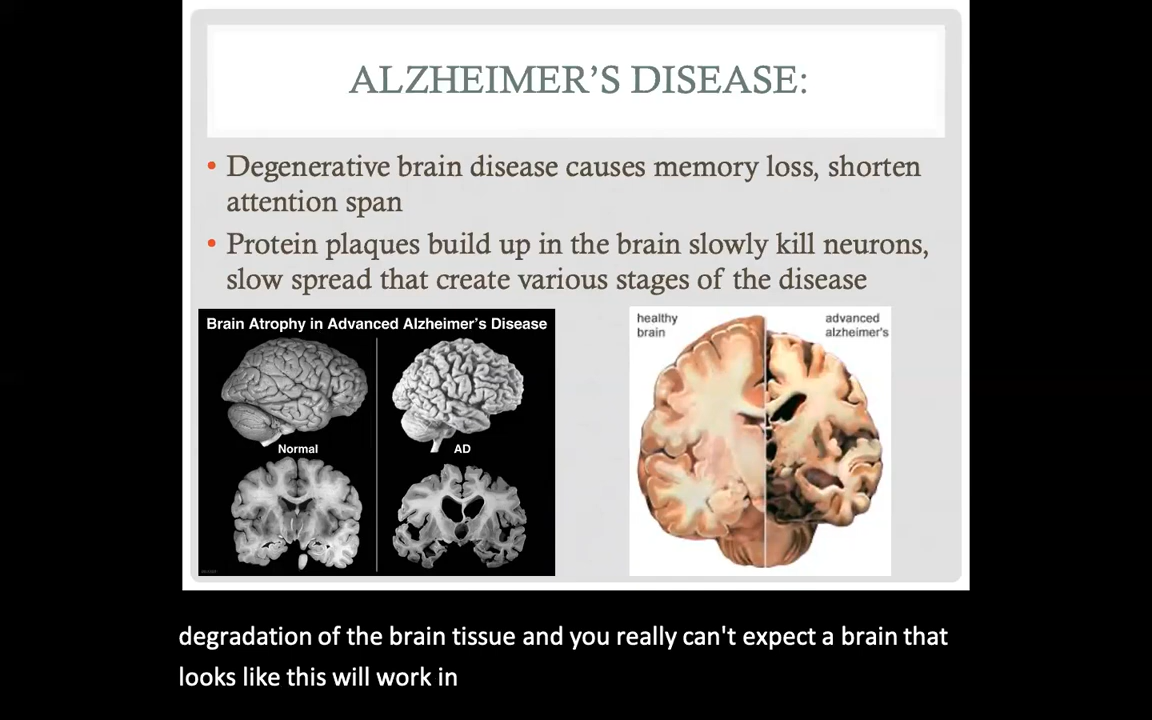 ALZHEIMER'S DISEASE:
• Degenerative brain disease causes memory loss, shorten
attention span
• Protein plaques build up in the brain slowly kill neurons,
slow spread that create various stages of the disease
Brain Atrophy in Advanced Alzheimer's Disease
Normal
AD
healthy
brain
advanced
alzheimer's
degradation of the brain tissue and you really can't expect a brain that
looks like this will work in